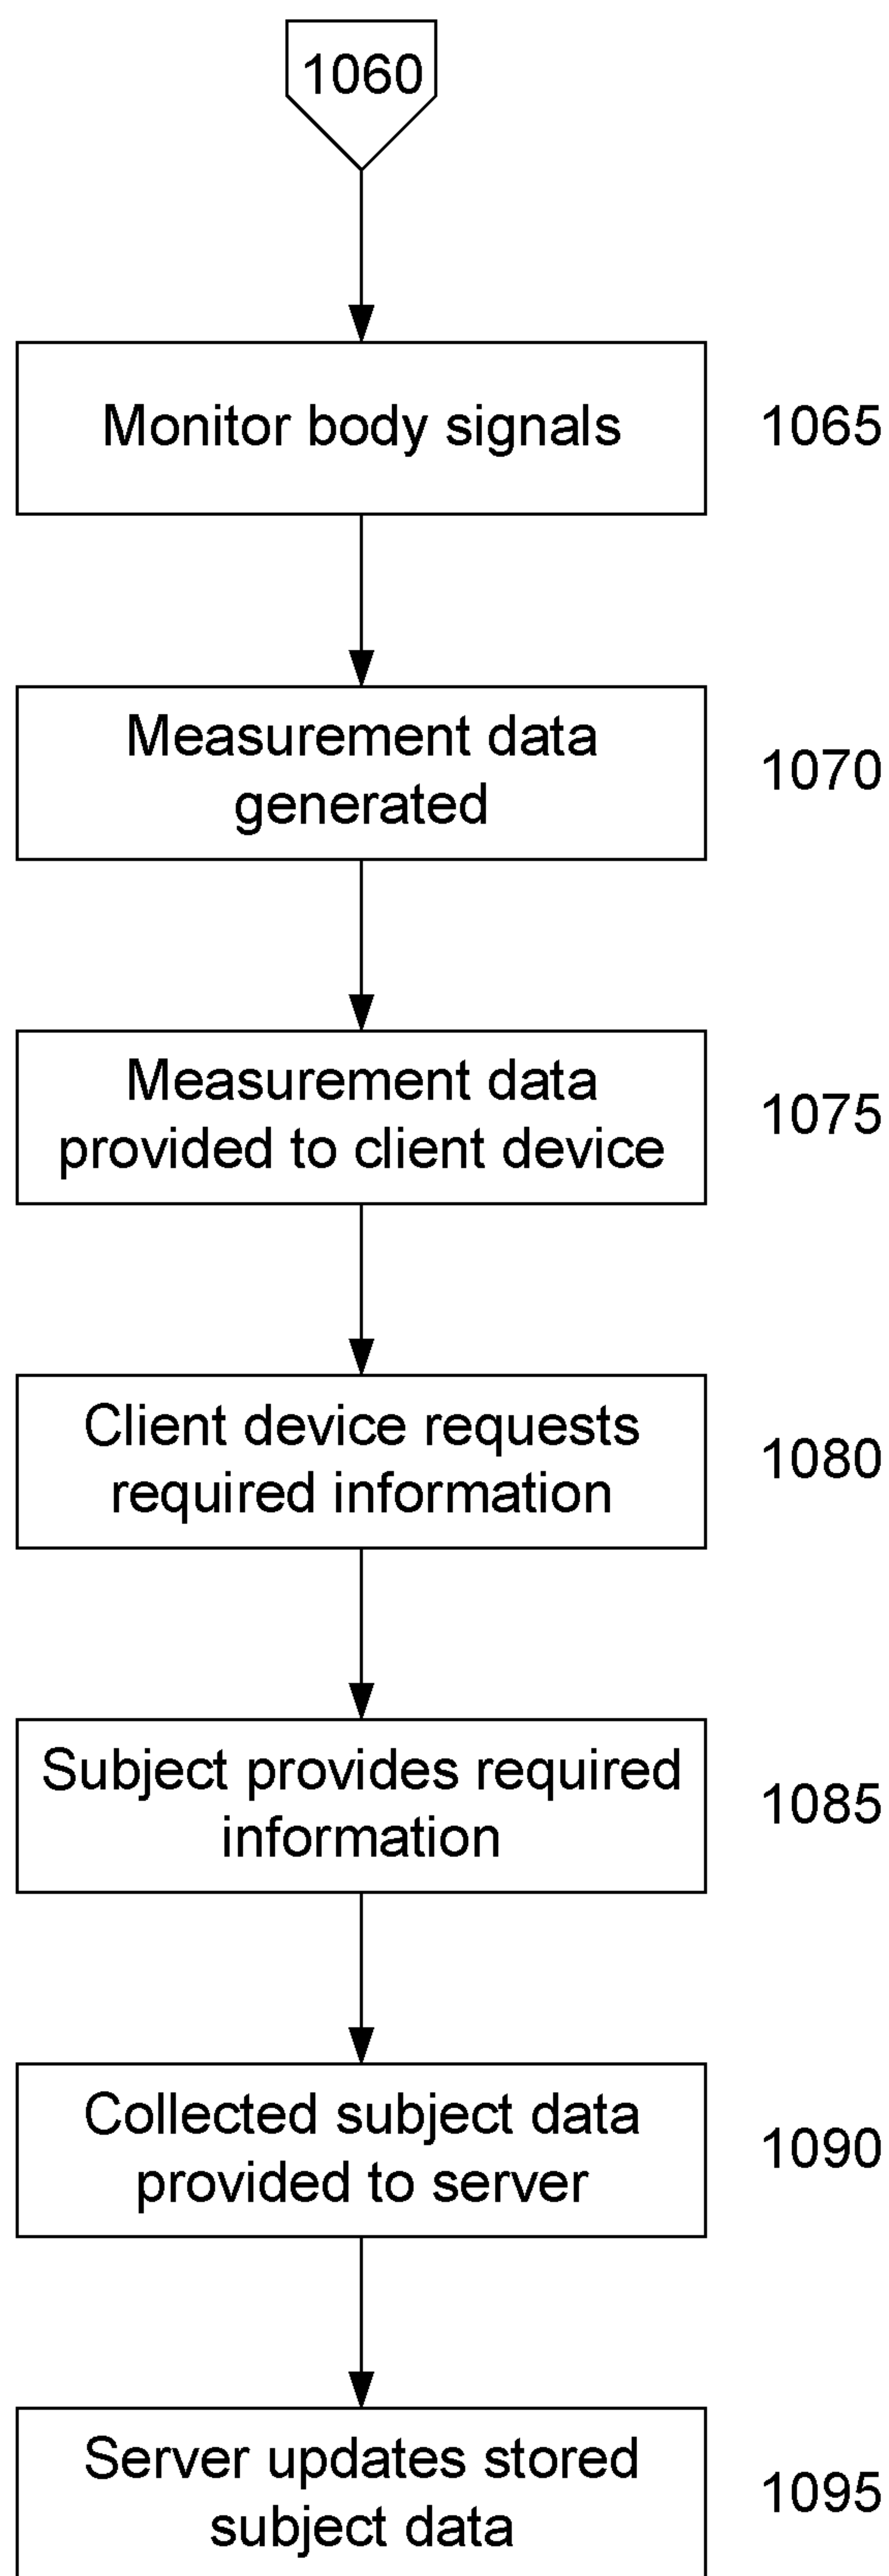 1060
Monitor body signals
1065
Measurement data
generated
1070
Measurement data
provided to client device
1075
Client device requests
required information
1080
Subject provides required
information
1085
Collected subject data
provided to server
1090
Server updates stored
subject data
1095